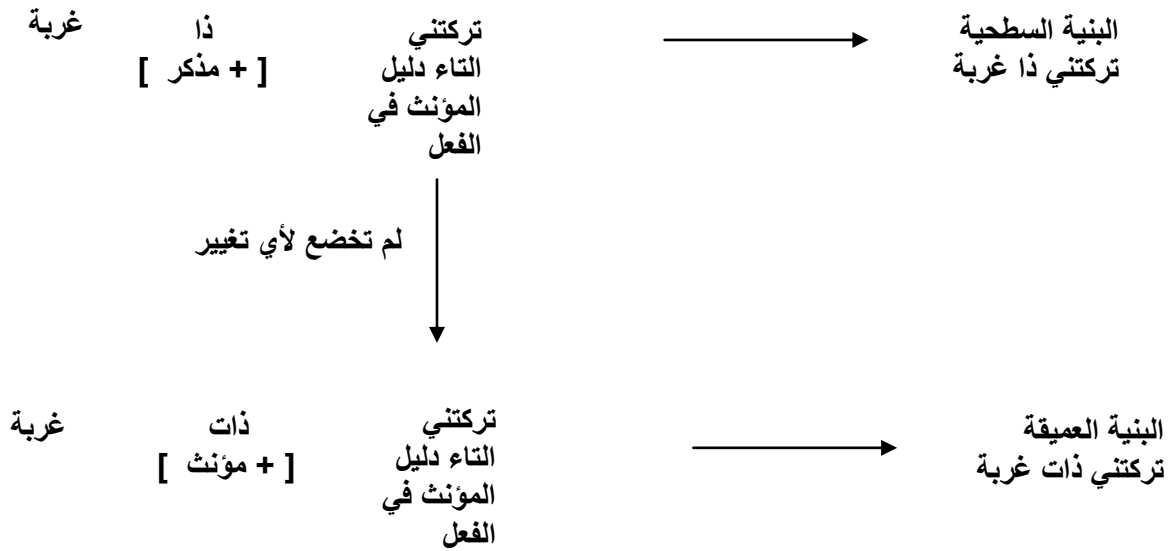 البنية السطحية
تركتني ذا غربة
تركتني
التاء دليل
المؤنث في
الفعل
ذا
[ + مذكر ]
غربة
لم تخضع لأي تغيير
البنية العميقة
تركتني ذات غربة
تركتني
التاء دليل
المؤنث في
الفعل
ذات
[ + مؤنث ]
غربة